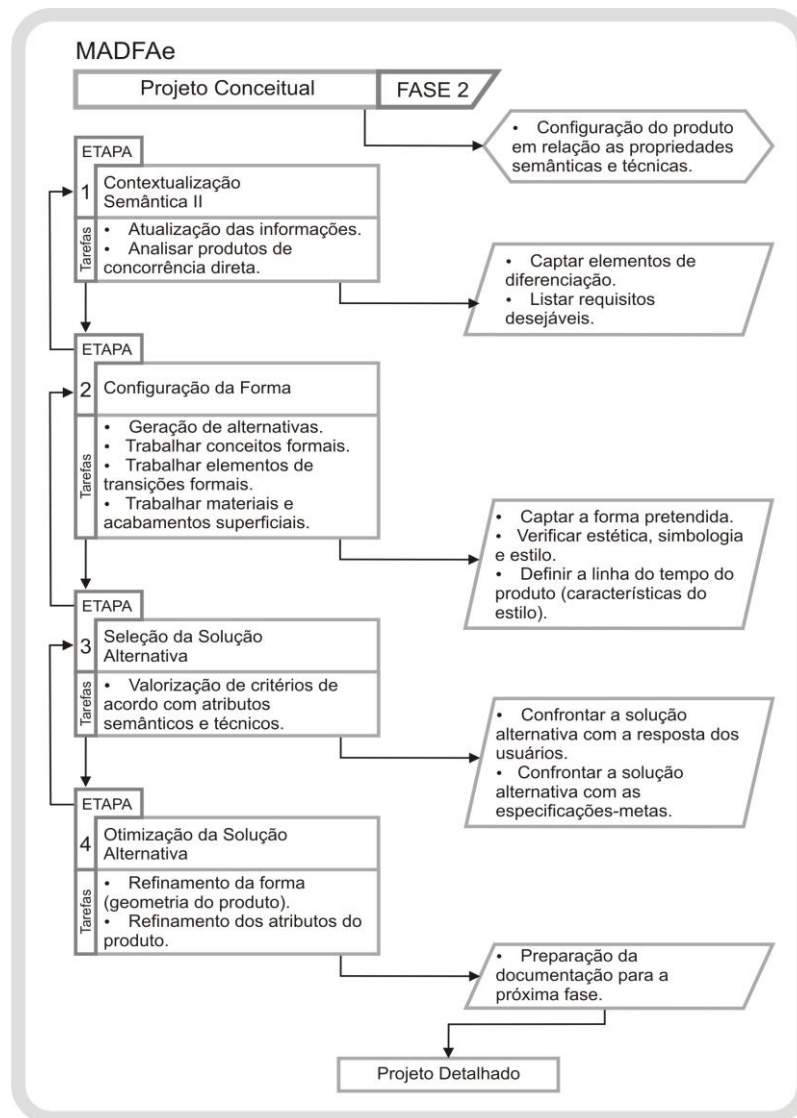 MADFAe
Projeto Conceitual
FASE 2
• Configuração do produto
em relação as propriedades
semânticas e técnicas.
ETAPA
1
Contextualização
Semântica II
Tarefas
• Atualização das informações.
• Analisar produtos de
concorrência direta.
• Captar elementos de
diferenciação.
• Listar requisitos
desejáveis.
ETAPA
2
Configuração da Forma
Tarefas
• Geração de alternativas.
• Trabalhar conceitos formais.
• Trabalhar elementos de
transições formais.
• Trabalhar materiais e
acabamentos superficiais.
• Captar a forma pretendida.
• Verificar estética, simbologia
e estilo.
• Definir a linha do tempo do
produto (características do
estilo).
ETAPA
3
Seleção da Solução
Alternativa
Tarefas
• Valorização de critérios de
acordo com atributos
semânticos e técnicos.
• Confrontar a solução
alternativa com a resposta dos
usuários.
• Confrontar a solução
alternativa com as
especificações-metas.
ETAPA
4
Otimização da Solução
Alternativa
Tarefas
• Refinamento da forma
(geometria do produto).
• Refinamento dos atributos do
produto.
• Preparação da
documentação para a
próxima fase.
Projeto Detalhado